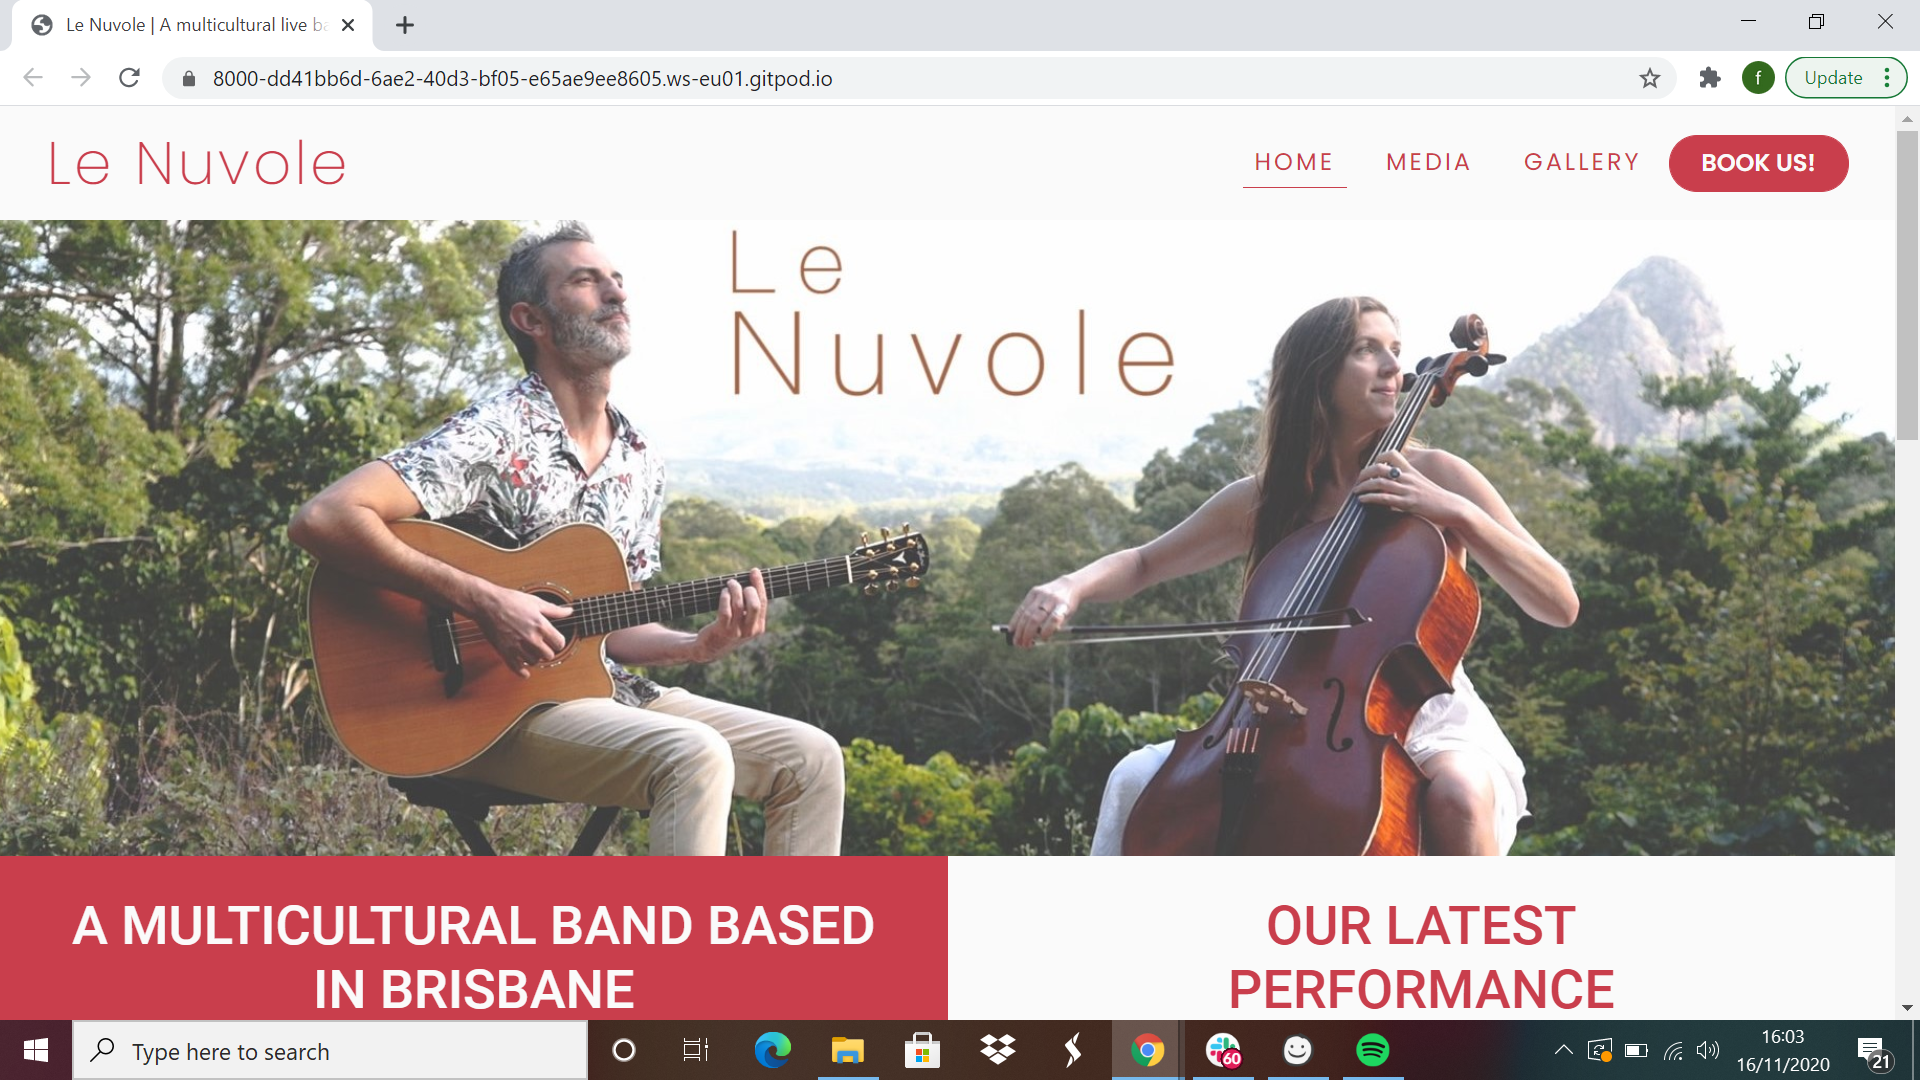 Le Nuvole | A multicultural live ba
8000-dd41bb6d-6ae2-40d3-bf05-e65ae9ee8605.ws-eu01.gitpod.io
f
Update
Le Nuvole
HOME
MEDIA
GALLERY
BOOK US!
Le
Nuvole
A MULTICULTURAL BAND BASED
IN BRISBANE
OUR LATEST
PERFORMANCE
Type here to search
60
16:03
16/11/2020
21